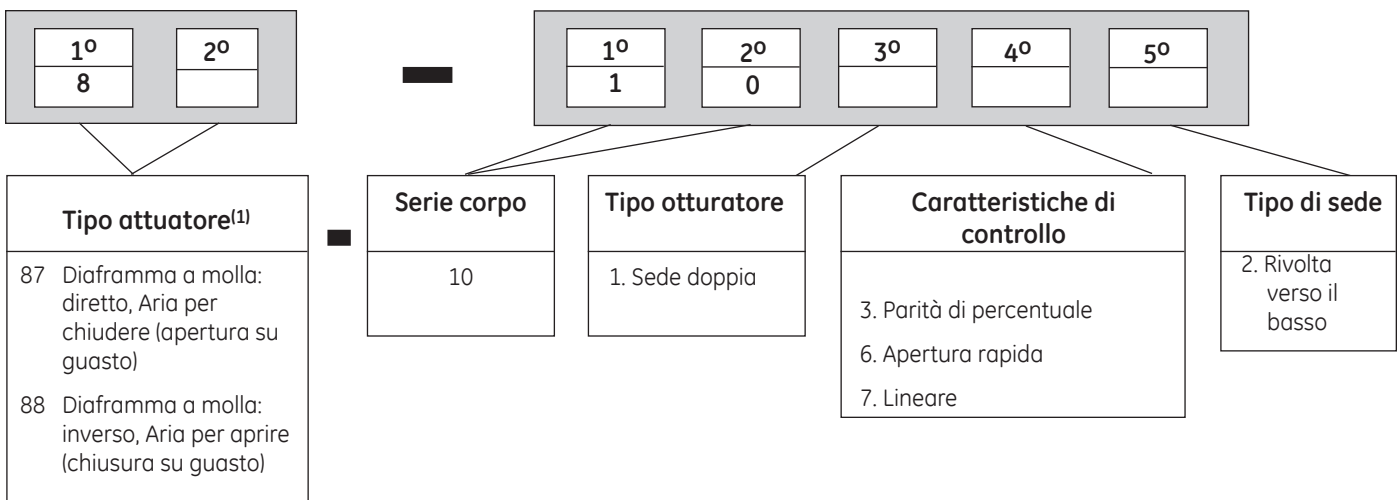 1º 2º 1º 2º 3º 4º 5º
8 1 0
Tipo attuatore(1)
87 Diaframma a molla:
diretto, Aria per
chiudere (apertura su
guasto)
88 Diaframma a molla:
inverso, Aria per aprire
(chiusura su guasto)
Serie corpo
10
Tipo otturatore
1. Sede doppia
Caratteristiche di
controllo
3. Parità di percentuale
6. Apertura rapida
7. Lineare
Tipo di sede
2. Rivolta
verso il
basso